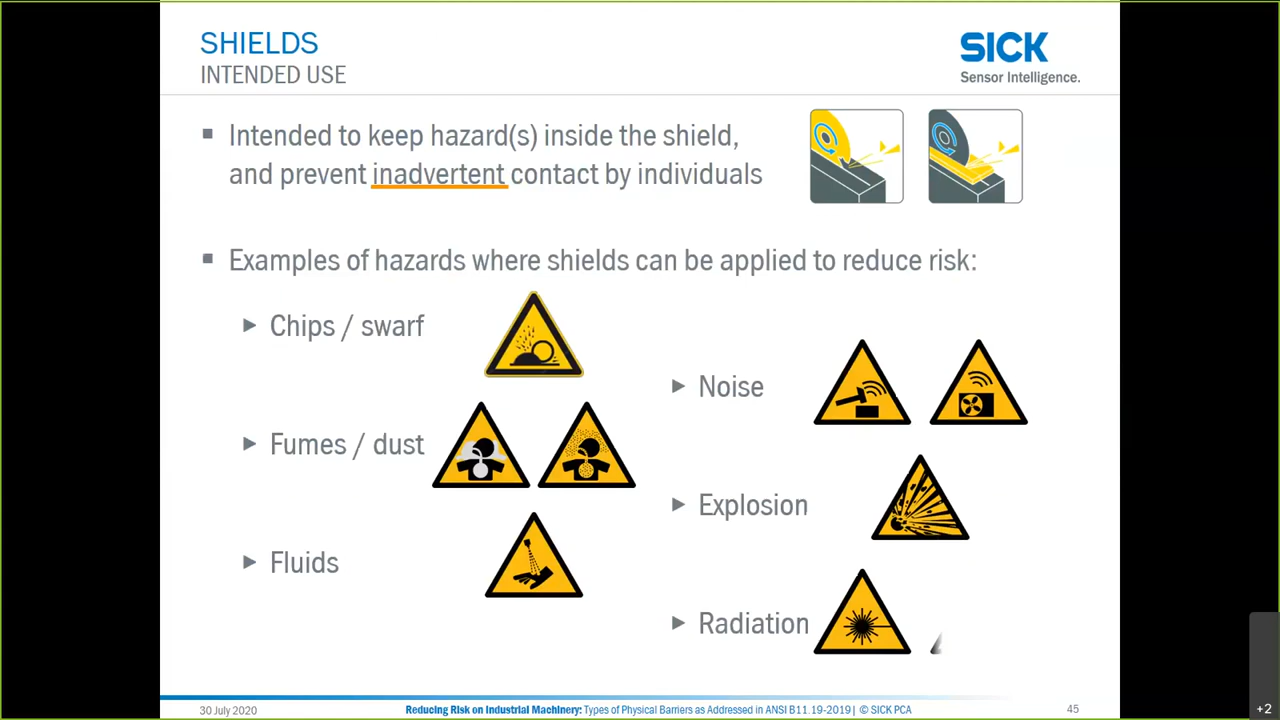 SHIELDS
INTENDED USE
SICK
Sensor Intelligence.
▪ Intended to keep hazard(s) inside the shield,
and prevent inadvertent contact by individuals
▪ Examples of hazards where shields can be applied to reduce risk:
► Chips / swarf
► Noise
► Fumes / dust
► Explosion
► Fluids
► Radiation
30 July 2020
Reducing Risk on Industrial Machinery: Types of Physical Barriers as Addressed in ANSI B11.19-2019| © SICK PCA
45
+2